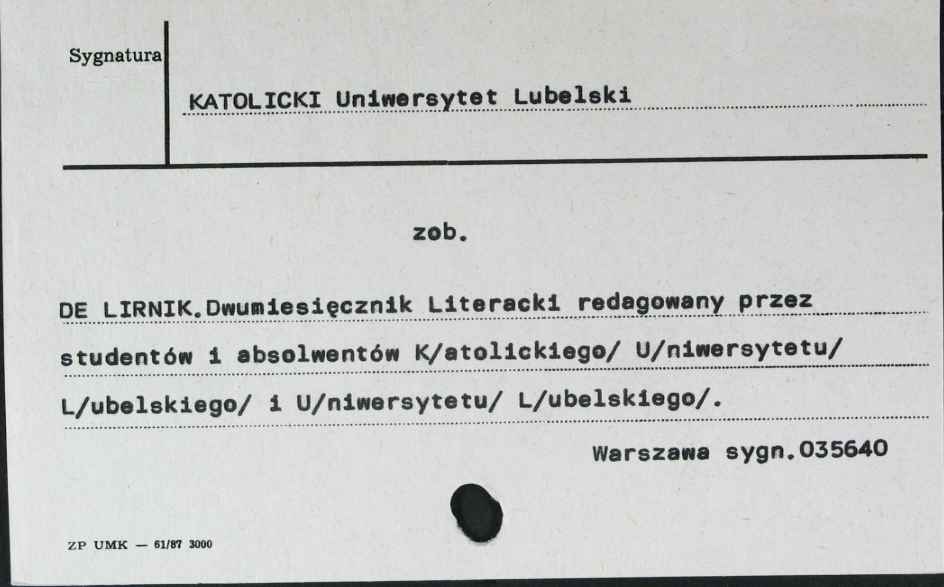 Sygnatura
KATOLICKI Uniwersytet Lubelski
zob.
DE LIRNIK.Dwumiesięcznik Literacki redagowany przez
studentów i absolwentów K/atolickiego/ U/niwersytetu/
L/ubelskiego/ i U/niwersytetu/ L/ubelskiego/.
Warszawa sygn.035640
ZP UMK — 61/87 3000